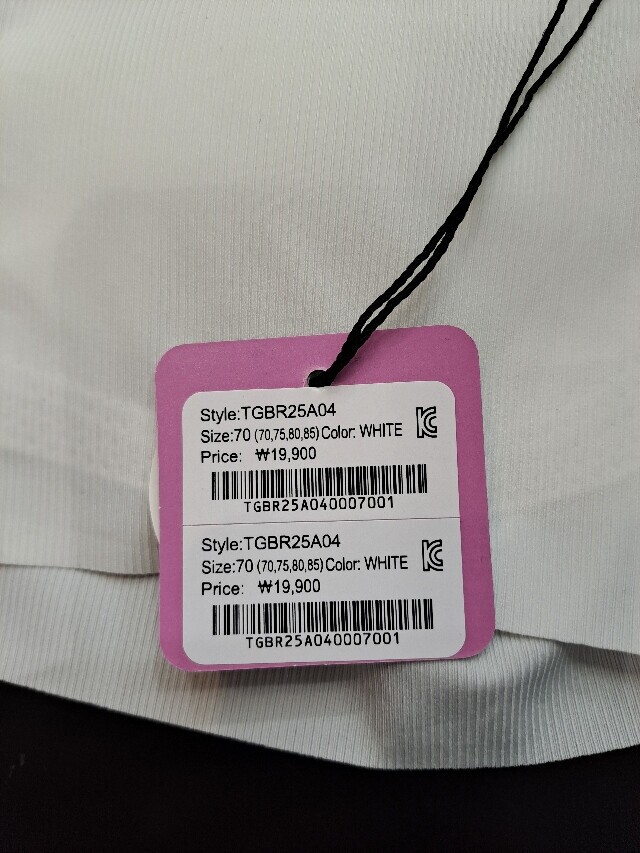 Style:TGBR25A04
Size:70 (70,75,80,85) Color: WHITE
Price: ₩19,900
TGBR25A040007001
Style:TGBR25A04
Size:70 (70,75,80,85) Color: WHITE
Price: ₩19,900
TGBR25A040007001